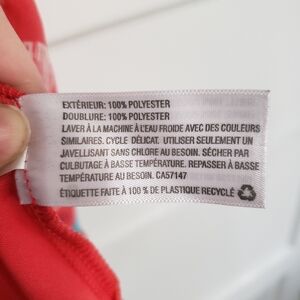 EXTÉRIEUR: 100% POLYESTER
DOUBLURE: 100% POLYESTER
LAVER À LA MACHINE À L'EAU FROIDE AVEC DES COULEURS
SIMILAIRES. CYCLE DÉLICAT. UTILISER SEULEMENT UN
JAVELLISANT SANS CHLORE AU BESOIN. SÉCHER PAR
CULBUTAGE À BASSE TEMPÉRATURE. REPASSER À BASSE
TEMPÉRATURE AU BESOIN. CA57147
ÉTIQUETTE FAITE À 100 % DE PLASTIQUE RECYCLÉ